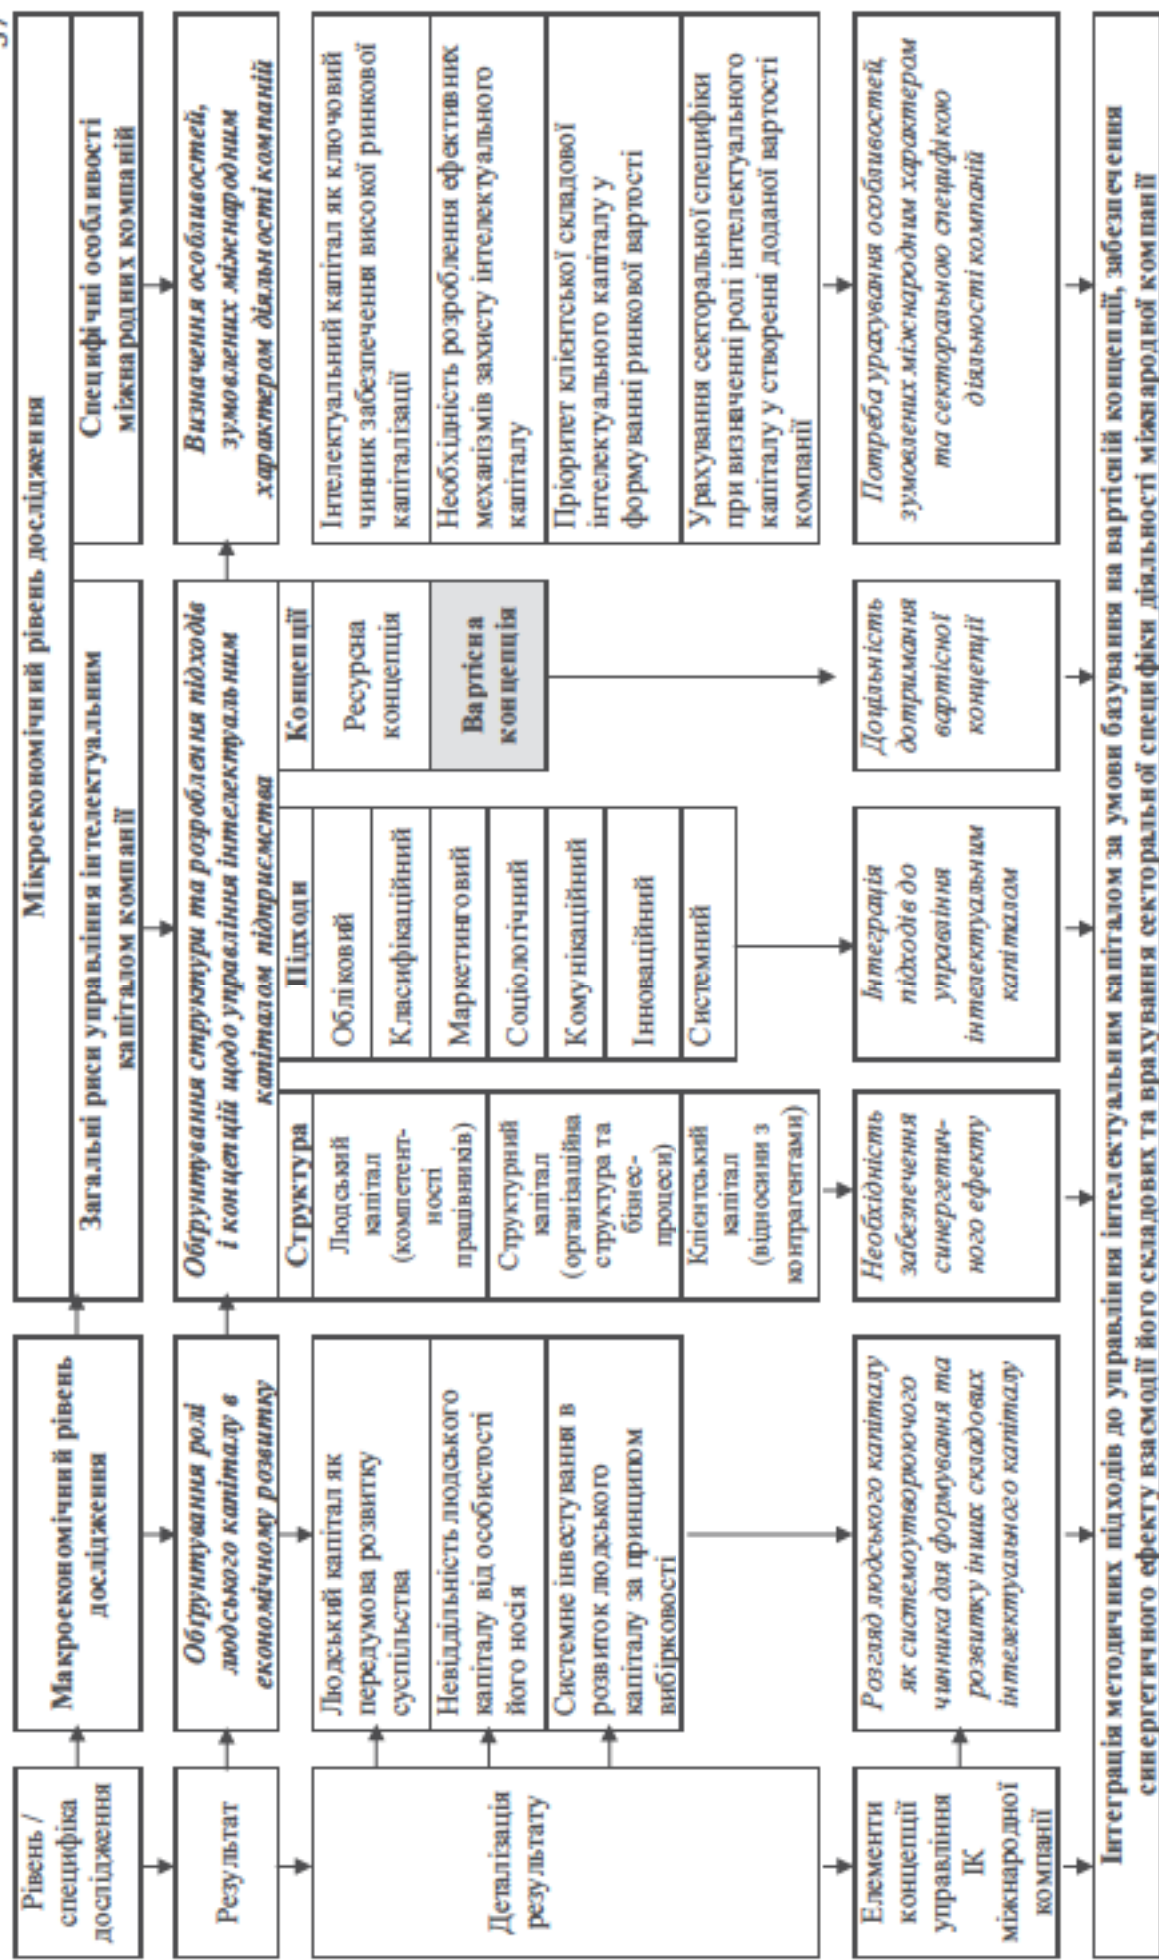 Рівень /
специфіка
дослідження
Макроекономічний рівень
дослідження
Мікроекономічний рівень дослідження
Загальні риси управління інтелектуальним
капіталом компанії
Специфічні особливості
міжнародних компаній
Результат
Обґрунтування ролі
людського капіталу в
економічному розвитку
Обґрунтування структури та розроблення підходів
і концепцій щодо управління інтелектуальним
капіталом підприємства
Визначення особливостей,
зумовлених міжнародним
характером діяльності компаній
Деталізація
результату
Людський капітал як
передумова розвитку
суспільства
Невіддільність людського
капіталу від особистості
його носія
Системне інвестування в
розвиток людського
капіталу за принципом
вибірковості
Структура
Людський
капітал
(компетент-
ності
працівників)
Структурний
капітал
(організаційна
структура та
бізнес-
процеси)
Клієнтський
капітал
(відносини з
контрагентами)
Підходи
Обліковий
Класифікаційний
Маркетинговий
Соціологічний
Комунікаційний
Інноваційний
Системний
Концепції
Ресурсна
концепція
Вартісна
концепція
Інтелектуальний капітал як ключовий
чинник забезпечення високої ринкової
капіталізації
Необхідність розроблення ефективних
механізмів захисту інтелектуального
капіталу
Пріоритет клієнтської складової
інтелектуального капіталу у
формуванні ринкової вартості
Урахування секторальної специфіки
при визначенні ролі інтелектуального
капіталу у створенні доданої вартості
компанії
Елементи
концепції
управління
ІК
міжнародної
компанії
Розгляд людського капіталу
як системоутворюючого
чинника для формування та
розвитку інших складових
інтелектуального капіталу
Необхідність
забезпечення
синергетич-
ного ефекту
Інтеграція
підходів до
управління
інтелектуальним
капіталом
Доцільність
дотримання
вартісної
концепції
Потреба урахування особливостей,
зумовлених міжнародним характером
та секторальною специфікою
діяльності компаній
Інтеграція методичних підходів до управління інтелектуальним капіталом за умови базування на вартісній концепції, забезпечення
синергетичного ефекту взаємодії його складових та врахування секторальної специфіки діяльності міжнародної компанії